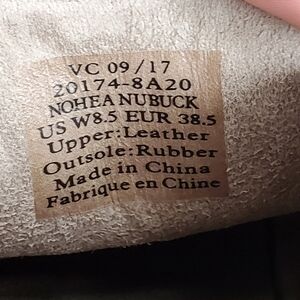 VC 09/17
20174-8A20
NOHEA NUBUCK
US W8.5 EUR 38.5
Upper:Leather
Outsole:Rubber
Made in China
Fabrique en Chine